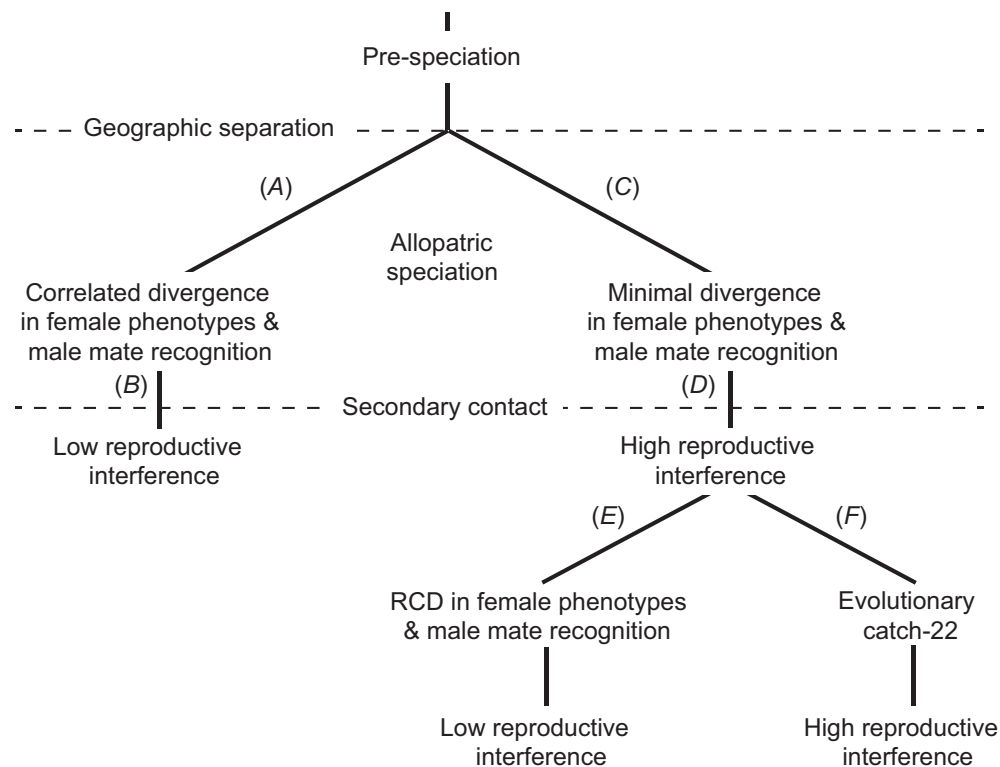 Pre-speciation
Geographic separation
(A)
(C)
Allopatric
speciation
Correlated divergence
in female phenotypes &
male mate recognition
Minimal divergence
in female phenotypes &
male mate recognition
(B)
(D)
Secondary contact
Low reproductive
interference
High reproductive
interference
(E)
(F)
RCD in female phenotypes
& male mate recognition
Evolutionary
catch-22
Low reproductive
interference
High reproductive
interference